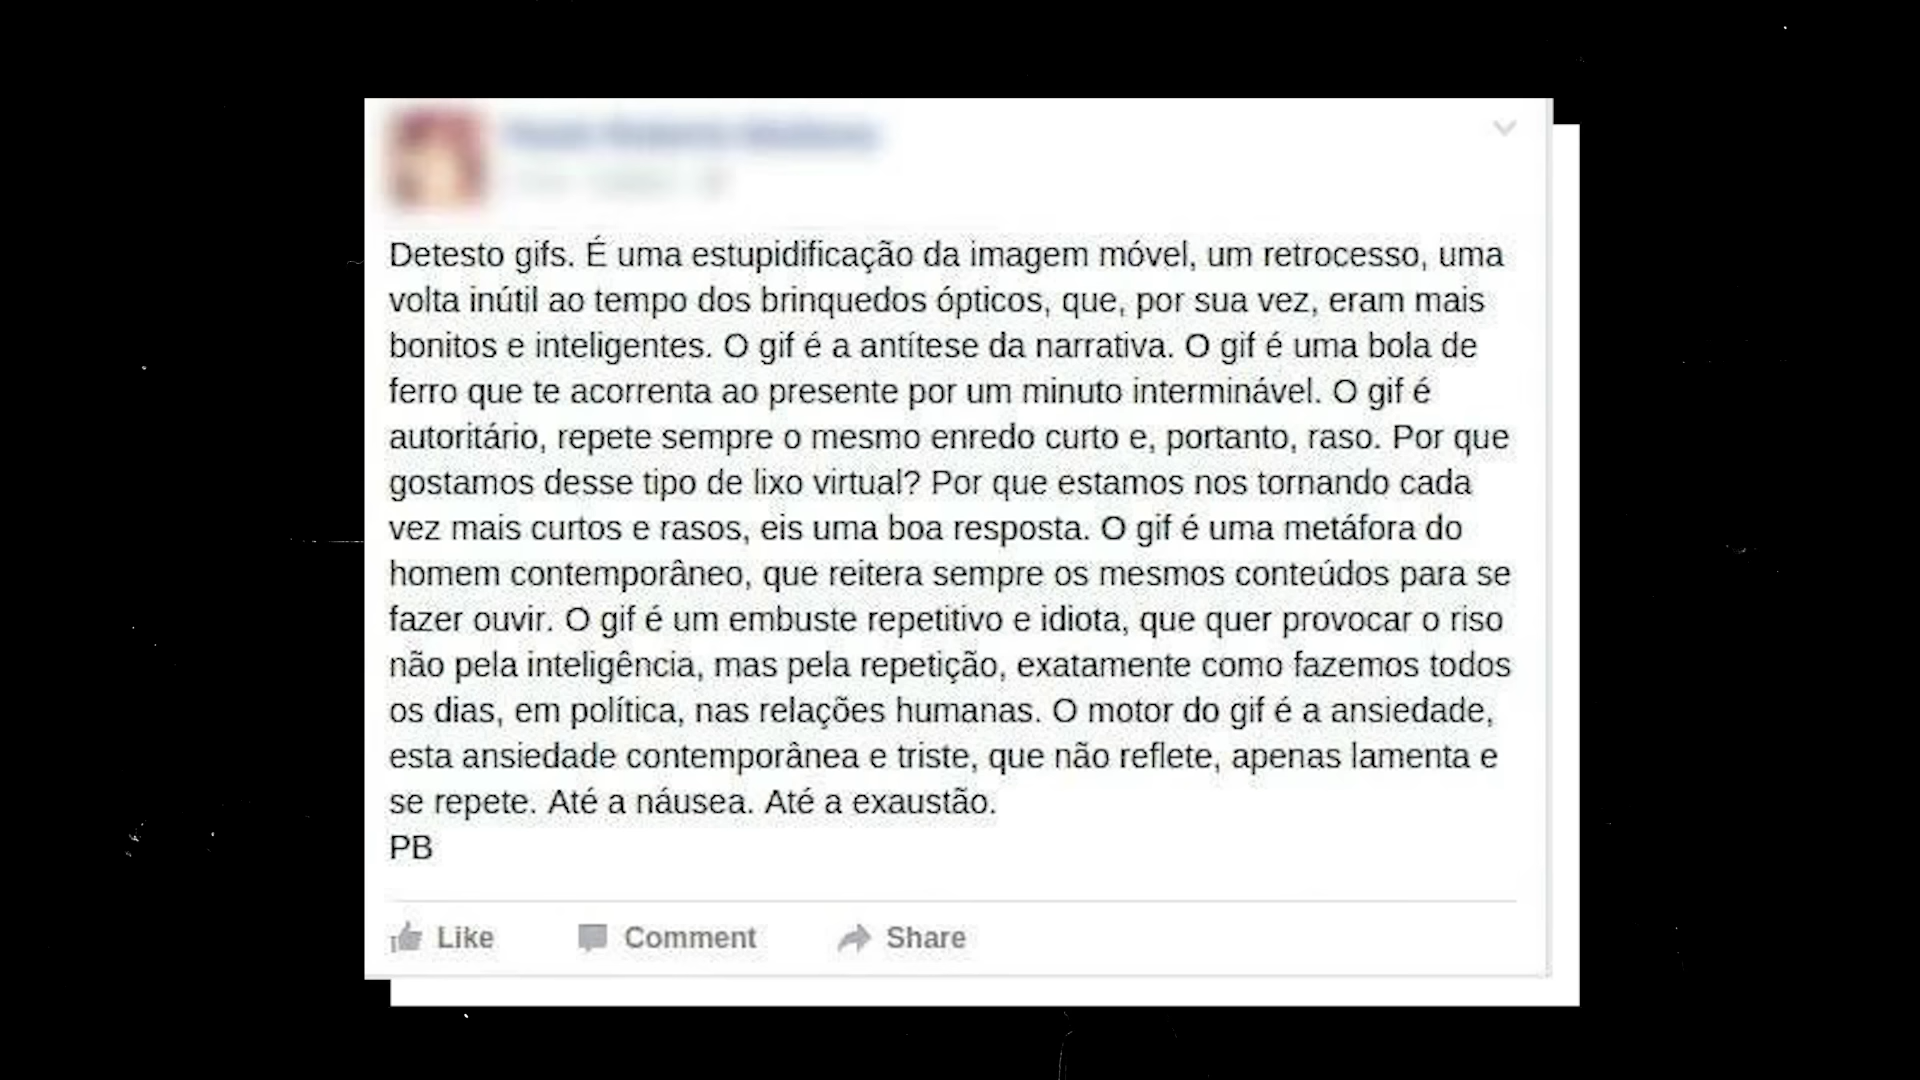 Detesto gifs. É uma estupidificação da imagem móvel, um retrocesso, uma
volta inútil ao tempo dos brinquedos ópticos, que, por sua vez, eram mais
bonitos e inteligentes. O gif é a antítese da narrativa. O gif é uma bola de
ferro que te acorrenta ao presente por um minuto interminável. O gif é
autoritário, repete sempre o mesmo enredo curto e, portanto, raso. Por que
gostamos desse tipo de lixo virtual? Por que estamos nos tornando cada
vez mais curtos e rasos, eis uma boa resposta. O gif é uma metáfora do
homem contemporâneo, que reitera sempre os mesmos conteúdos para se
fazer ouvir. O gif é um embuste repetitivo e idiota, que quer provocar o riso
não pela inteligência, mas pela repetição, exatamente como fazemos todos
os dias, em política, nas relações humanas. O motor do gif é a ansiedade,
esta ansiedade contemporânea e triste, que não reflete, apenas lamenta e
se repete. Até a náusea. Até a exaustão.
PB
Like Comment Share